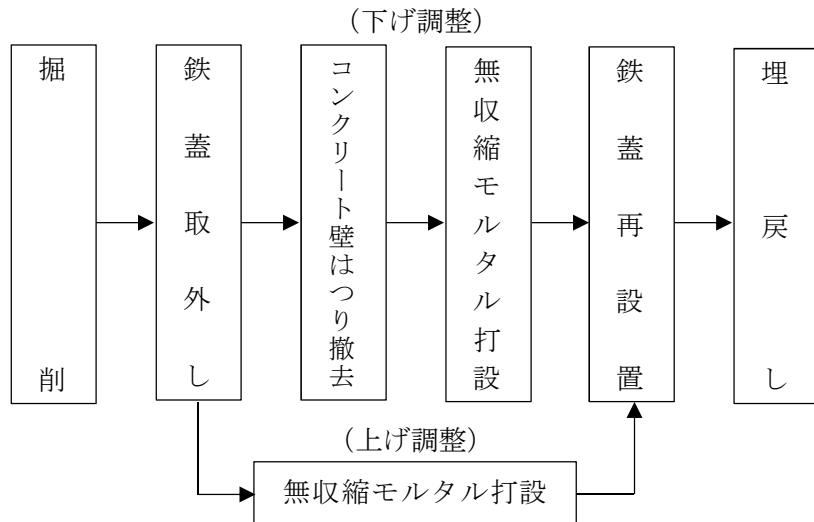 (下げ調整)
掘削
鉄蓋取外し
コンクリート壁はつり撤去
無収縮モルタル打設
鉄蓋再設置
埋戻し
(上げ調整)
無収縮モルタル打設